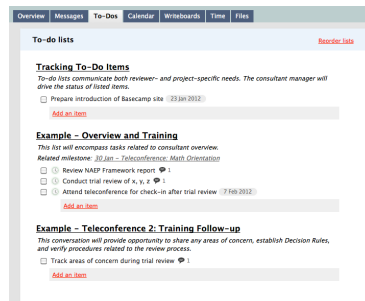 Overview Messages To-Dos Calendar Writeboards Time Files
To-do lists Reorder lists
Tracking To-Do Items
To-do lists communicate both reviewer- and project-specific needs. The consultant manager will
drive the status of listed items.
Prepare introduction of Basecamp site 23 Jan 2012
Add an item
Example - Overview and Training
This list will encompass tasks related to consultant overview.
Related milestone: 30 Jan - Teleconference: Math Orientation
Review NAEP Framework report 1
Conduct trial review of x, y, z 1
Attend teleconference for check-in after trial review 7 Feb 2012
Add an item
Example - Teleconference 2: Training Follow-up
This conversation will provide opportunity to share any areas of concern, establish Decision Rules,
and verify procedures related to the review process.
Track areas of concern during trial review 1
Add an item